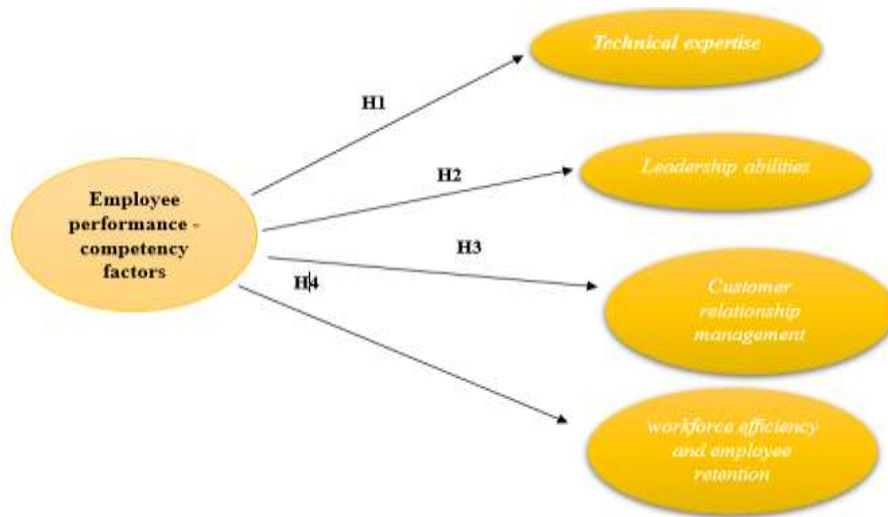 Technical expertise
H1
Leadership abilities
H2
Employee
performance -
competency
factors
H3
H4
Customer
relationship
management
workforce efficiency
and employee
retention